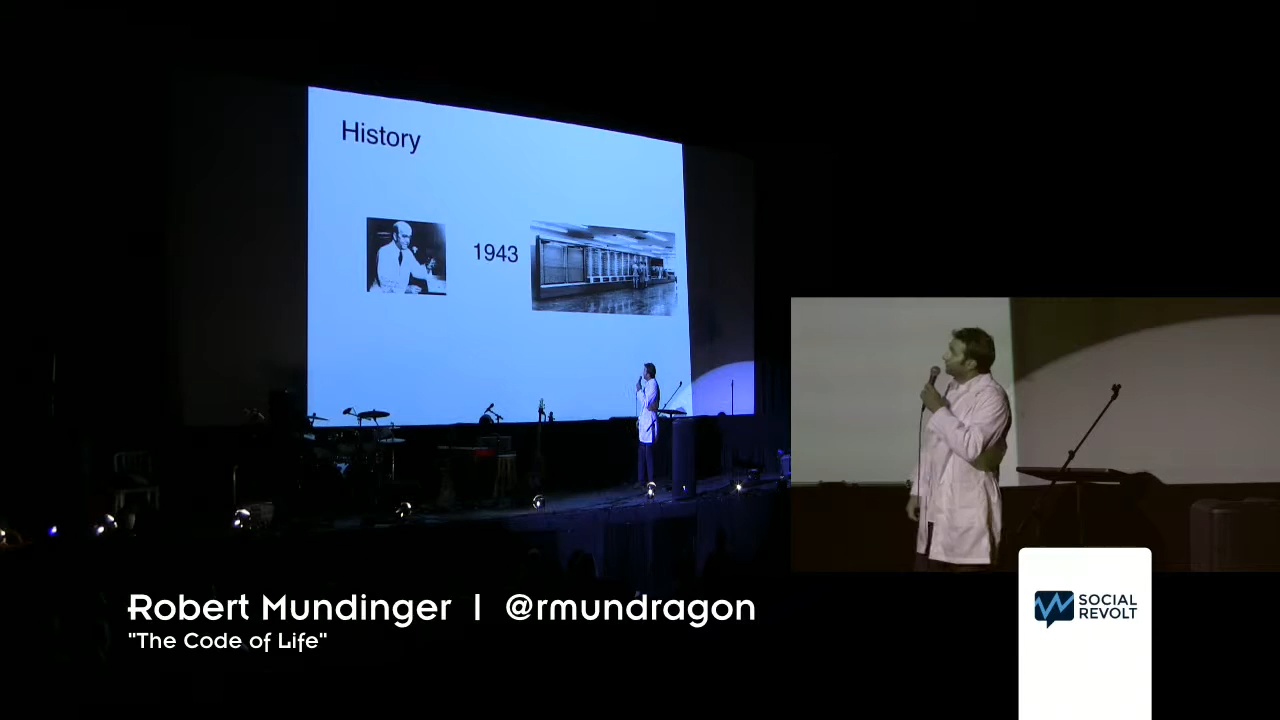 History
1943
Robert Mundinger | @rmundragon
"The Code of Life"
SOCIAL
REVOLT